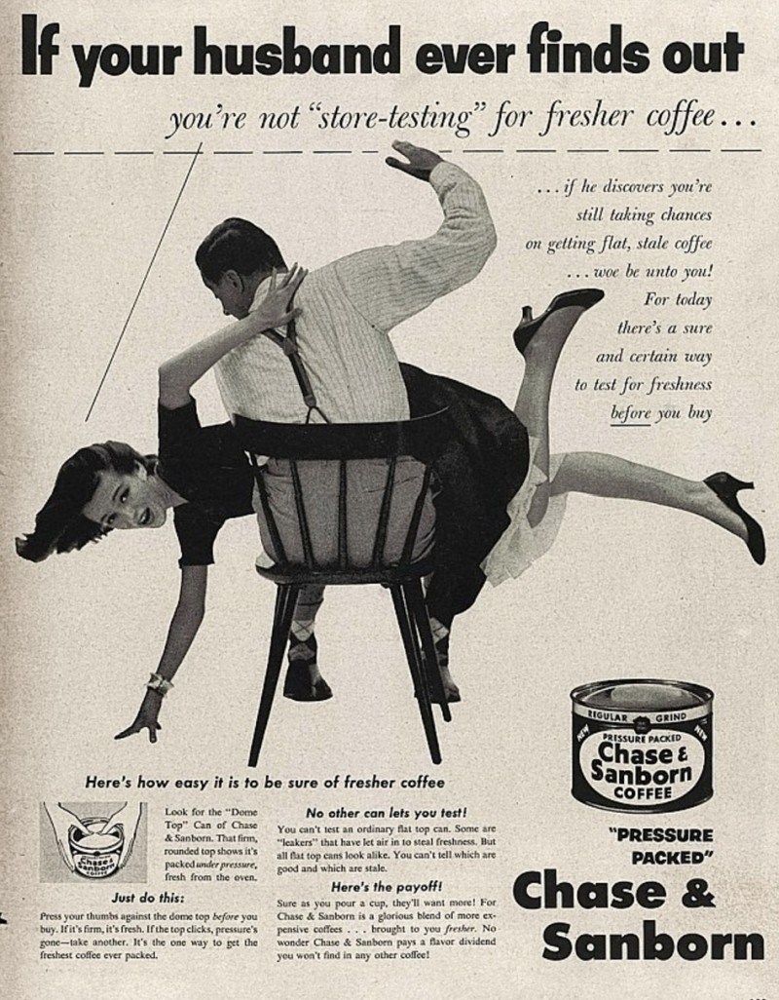 If your husband ever finds out
you're not “store-testing” for fresher coffee...
... if he discovers you're
still taking chances
on getting flat, stale coffee
... woe be unto you!
For today
there's a sure
and certain way
to test for freshness
before you buy
REGULAR GRIND
NEW PRESSURE PACKED NEW
Chase &
Sanborn
COFFEE
"PRESSURE
PACKED"
Chase &
Sanborn
Here's how easy it is to be sure of fresher coffee
Chase &
Sanborn
Look for the "Dome
Top" Can of Chase
& Sanborn. That firm,
rounded top shows it's
packed under pressure,
fresh from the oven.
Just do this:
Press your thumbs against the dome top before you
buy. If it's firm, it's fresh. If the top clicks, pressure's
gone—take another. It's the one way to get the
freshest coffee ever packed.
No other can lets you test!
You can't test an ordinary flat top can. Some are
"leakers" that have let air in to steal freshness. But
all flat top cans look alike. You can't tell which are
good and which are stale.
Here's the payoff!
Sure as you pour a cup, they'll want more! For
Chase & Sanborn is a glorious blend of more ex-
pensive coffees . . . brought to you fresher. No
wonder Chase & Sanborn pays a flavor dividend
you won't find in any other coffee!